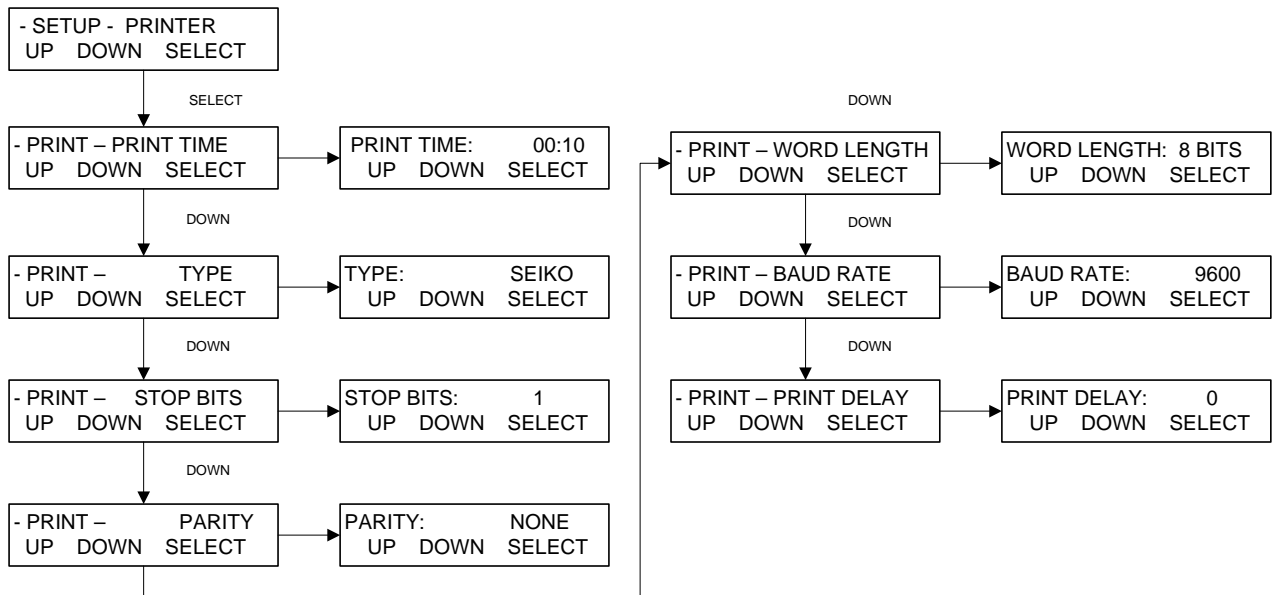 - SETUP - PRINTER
UP DOWN SELECT
SELECT
- PRINT – PRINT TIME
UP DOWN SELECT
PRINT TIME: 00:10
UP DOWN SELECT
DOWN
- PRINT – TYPE
UP DOWN SELECT
TYPE: SEIKO
UP DOWN SELECT
DOWN
- PRINT – STOP BITS
UP DOWN SELECT
STOP BITS: 1
UP DOWN SELECT
DOWN
- PRINT – PARITY
UP DOWN SELECT
PARITY: NONE
UP DOWN SELECT
DOWN
- PRINT – WORD LENGTH
UP DOWN SELECT
WORD LENGTH: 8 BITS
UP DOWN SELECT
DOWN
- PRINT – BAUD RATE
UP DOWN SELECT
BAUD RATE: 9600
UP DOWN SELECT
DOWN
- PRINT – PRINT DELAY
UP DOWN SELECT
PRINT DELAY: 0
UP DOWN SELECT